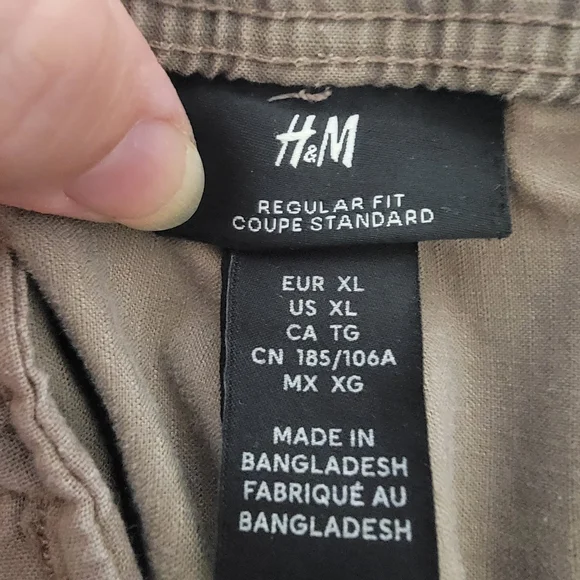 H&M
REGULAR FIT
COUPE STANDARD
EUR XL
US XL
CA TG
CN 185/106A
MX XG
MADE IN
BANGLADESH
FABRIQUÉ AU
BANGLADESH